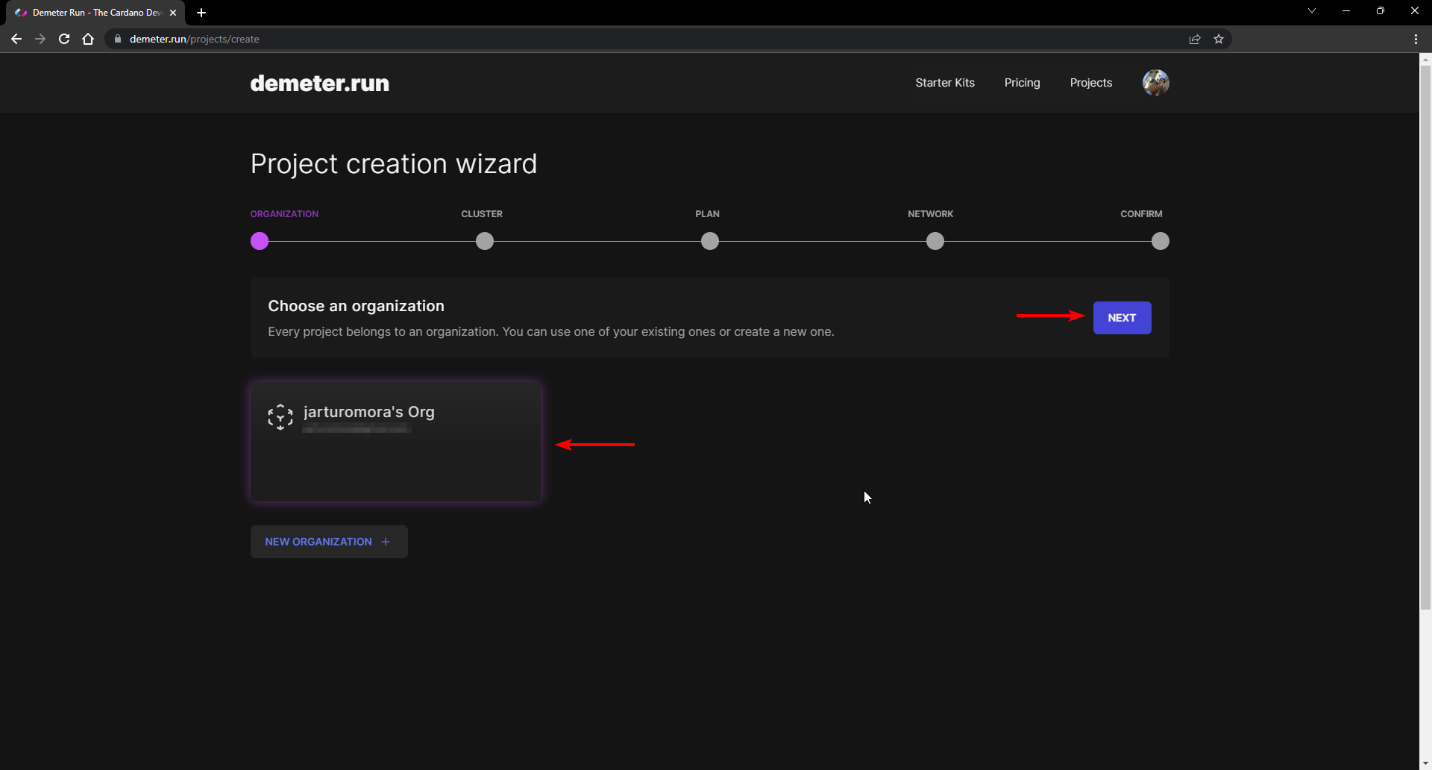 Demeter Run - The Cardano Dev
demeter.run/projects/create
demeter.run
Starter Kits
Pricing
Projects
Project creation wizard
ORGANIZATION
CLUSTER
PLAN
NETWORK
CONFIRM
Choose an organization
Every project belongs to an organization. You can use one of your existing ones or create a new one.
NEXT
jarturomora's Org
NEW ORGANIZATION +